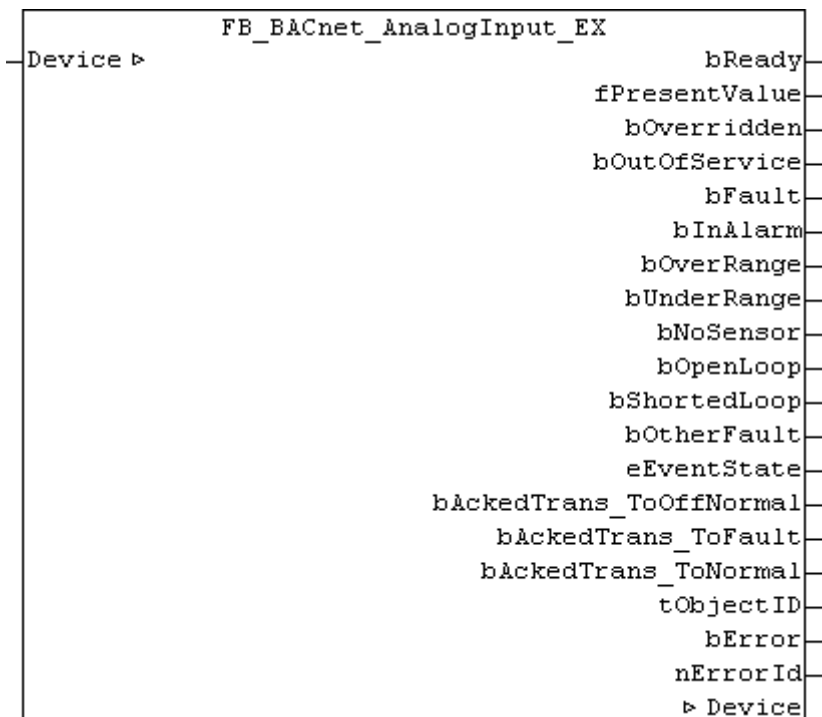 FB_BACnet_AnalogInput_EX
Device ▷ bReady
fPresentValue
bOverridden
bOutOfService
bFault
bInAlarm
bOverRange
bUnderRange
bNoSensor
bOpenLoop
bShortedLoop
bOtherFault
eEventState
bAckedTrans_ToOffNormal
bAckedTrans_ToFault
bAckedTrans_ToNormal
tObjectID
bError
nErrorId
▷ Device